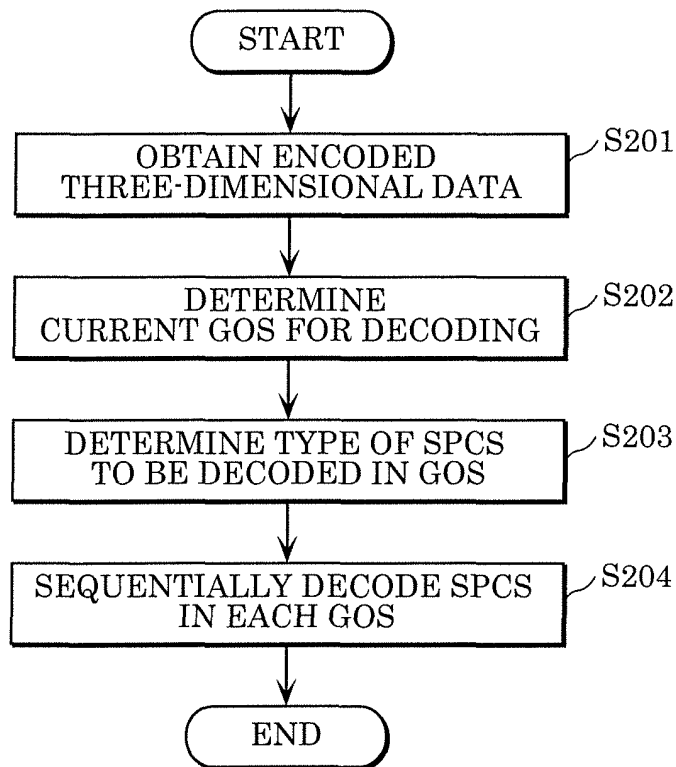 START
OBTAIN ENCODED
THREE-DIMENSIONAL DATA
S201
DETERMINE
CURRENT GOS FOR DECODING
S202
DETERMINE TYPE OF SPCS
TO BE DECODED IN GOS
S203
SEQUENTIALLY DECODE SPCS
IN EACH GOS
S204
END